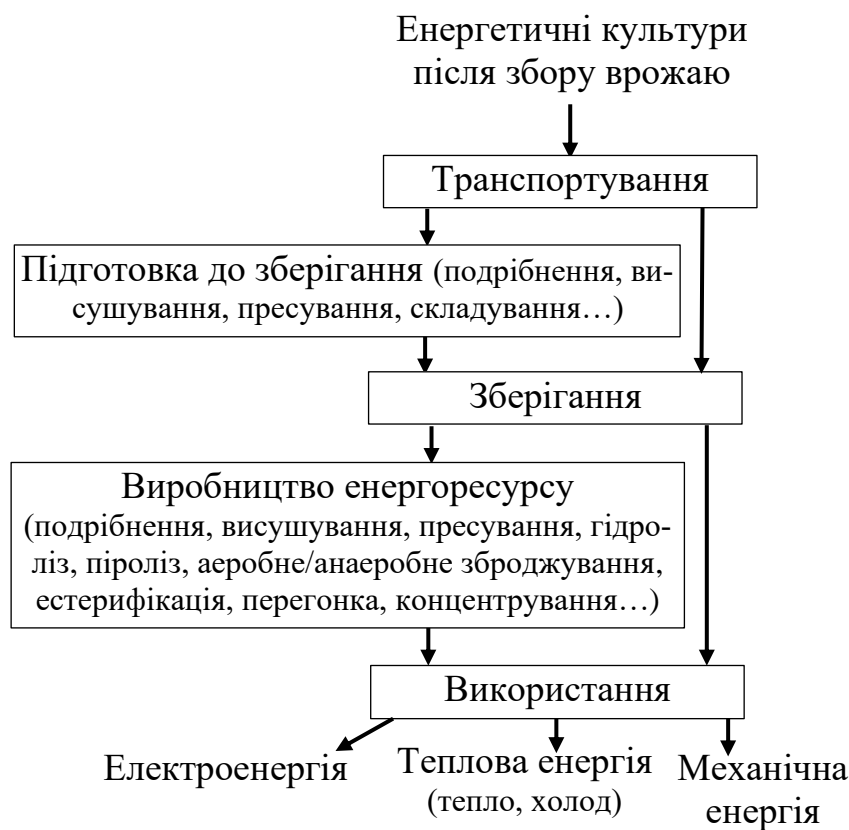 Енергетичні культури
після збору врожаю
Транспортування
Підготовка до зберігання (подрібнення, ви-
сушування, пресування, складування…)
Зберігання
Виробництво енергоресурсу
(подрібнення, висушування, пресування, гідро-
ліз, піроліз, аеробне/анаеробне зброджування,
естерифікація, перегонка, концентрування…)
Використання
Електроенергія
Теплова енергія
(тепло, холод)
Механічна
енергія